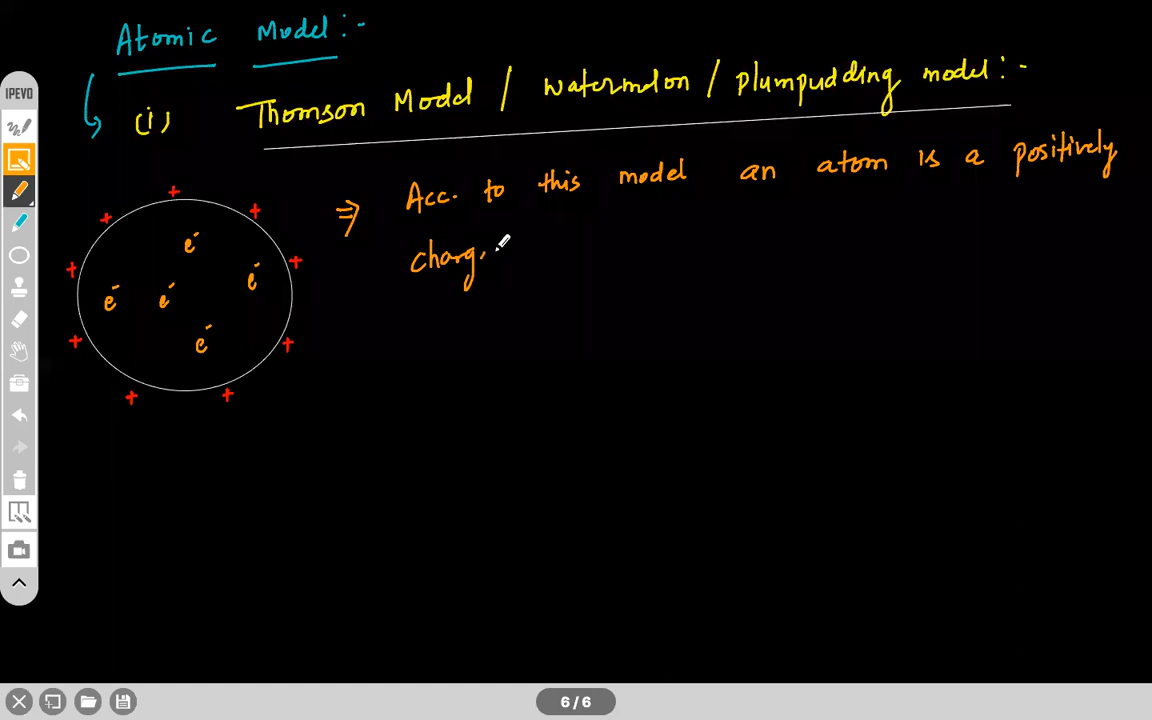 Atomic Model:-
(i) Thomson Model / watermelon / plumpudding model:-
⇒ Acc. to this model an atom is a positively
charg
+ + + + + + + + + +
e⁻
e⁻ e⁻ e⁻
e⁻
IPEVO
6 / 6